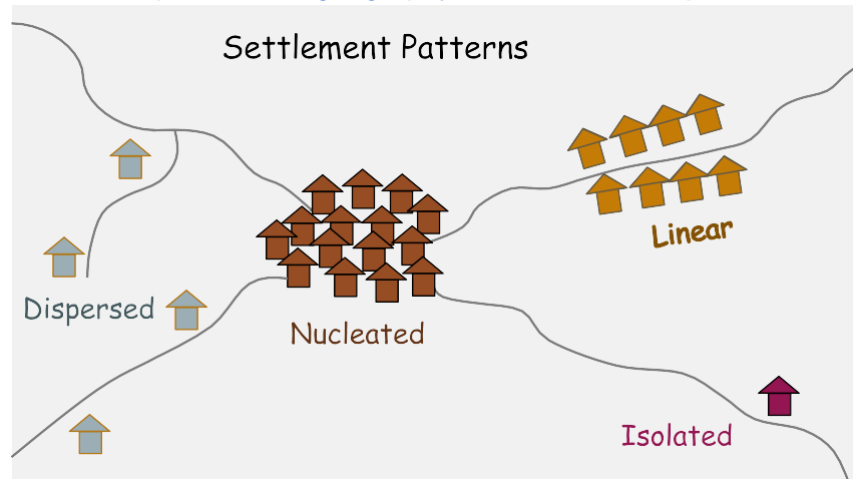 Settlement Patterns
Linear
Dispersed
Nucleated
Isolated